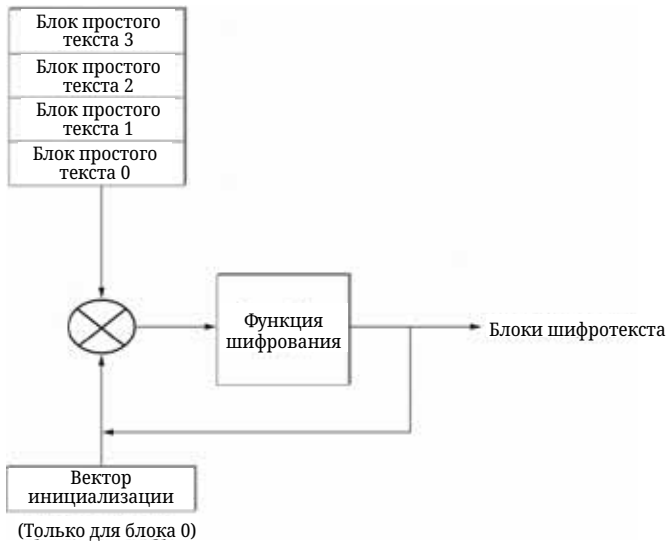 Блок простого
текста 3
Блок простого
текста 2
Блок простого
текста 1
Блок простого
текста 0
Функция
шифрования
Блоки шифротекста
Вектор
инициализации
(Только для блока 0)